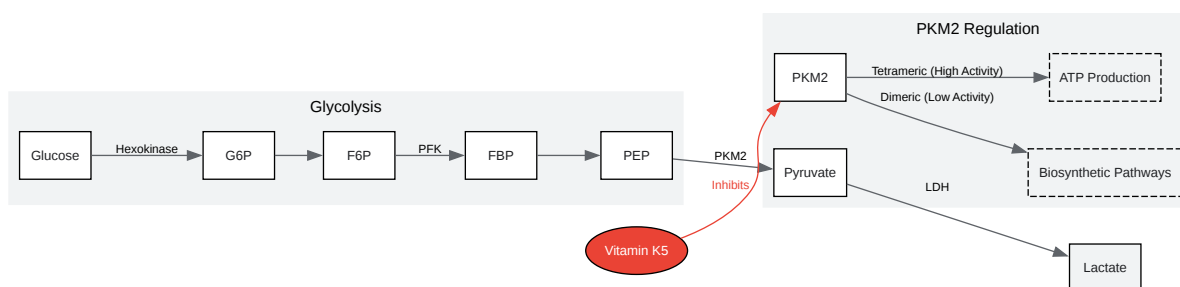 PKM2 Regulation
PKM2
Tetrameric (High Activity)
ATP Production
Dimeric (Low Activity)
Glycolysis
Glucose
Hexokinase
G6P
F6P
PFK
FBP
PEP
PKM2
Pyruvate
Biosynthetic Pathways
Inhibits
LDH
Vitamin K5
Lactate